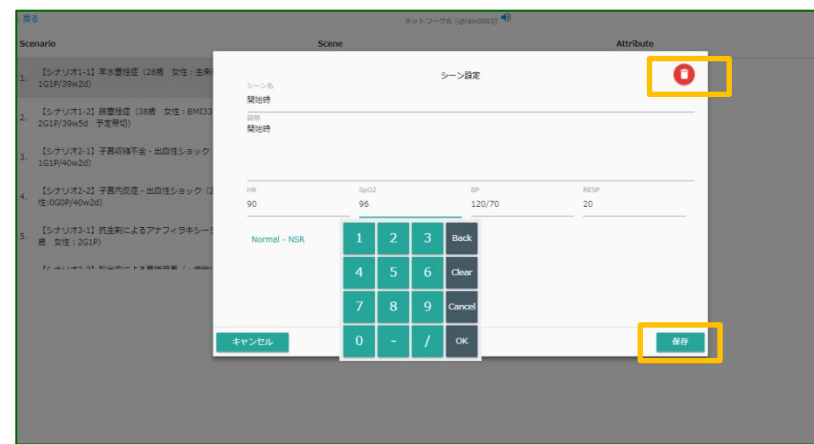 戻る
ネットワーク名 [qtrain0003]
Scenario Scene Attribute
1. 【シナリオ1-1】羊水塞栓症（28歳 女性：生来
1G1P/39w2d)
2. 【シナリオ1-2】肺塞栓症（38歳 女性：BMI33
2G1P/39w5d 予定帝切)
3. 【シナリオ2-1】子宮収縮不全・出血性ショック
1G1P/40w2d)
4. 【シナリオ2-2】子宮内反症・出血性ショック（2
性:0G0P/40w2d)
5. 【シナリオ3-1】抗生剤によるアナフィラキシー
歳 女性：2G1P)
シーン設定
シーン名
開始時
説明
開始時
HR SpO2 BP RESP
90 96 120/70 20
Normal - NSR
1 2 3 Back
4 5 6 Clear
7 8 9 Cancel
0 - / OK
キャンセル 保存